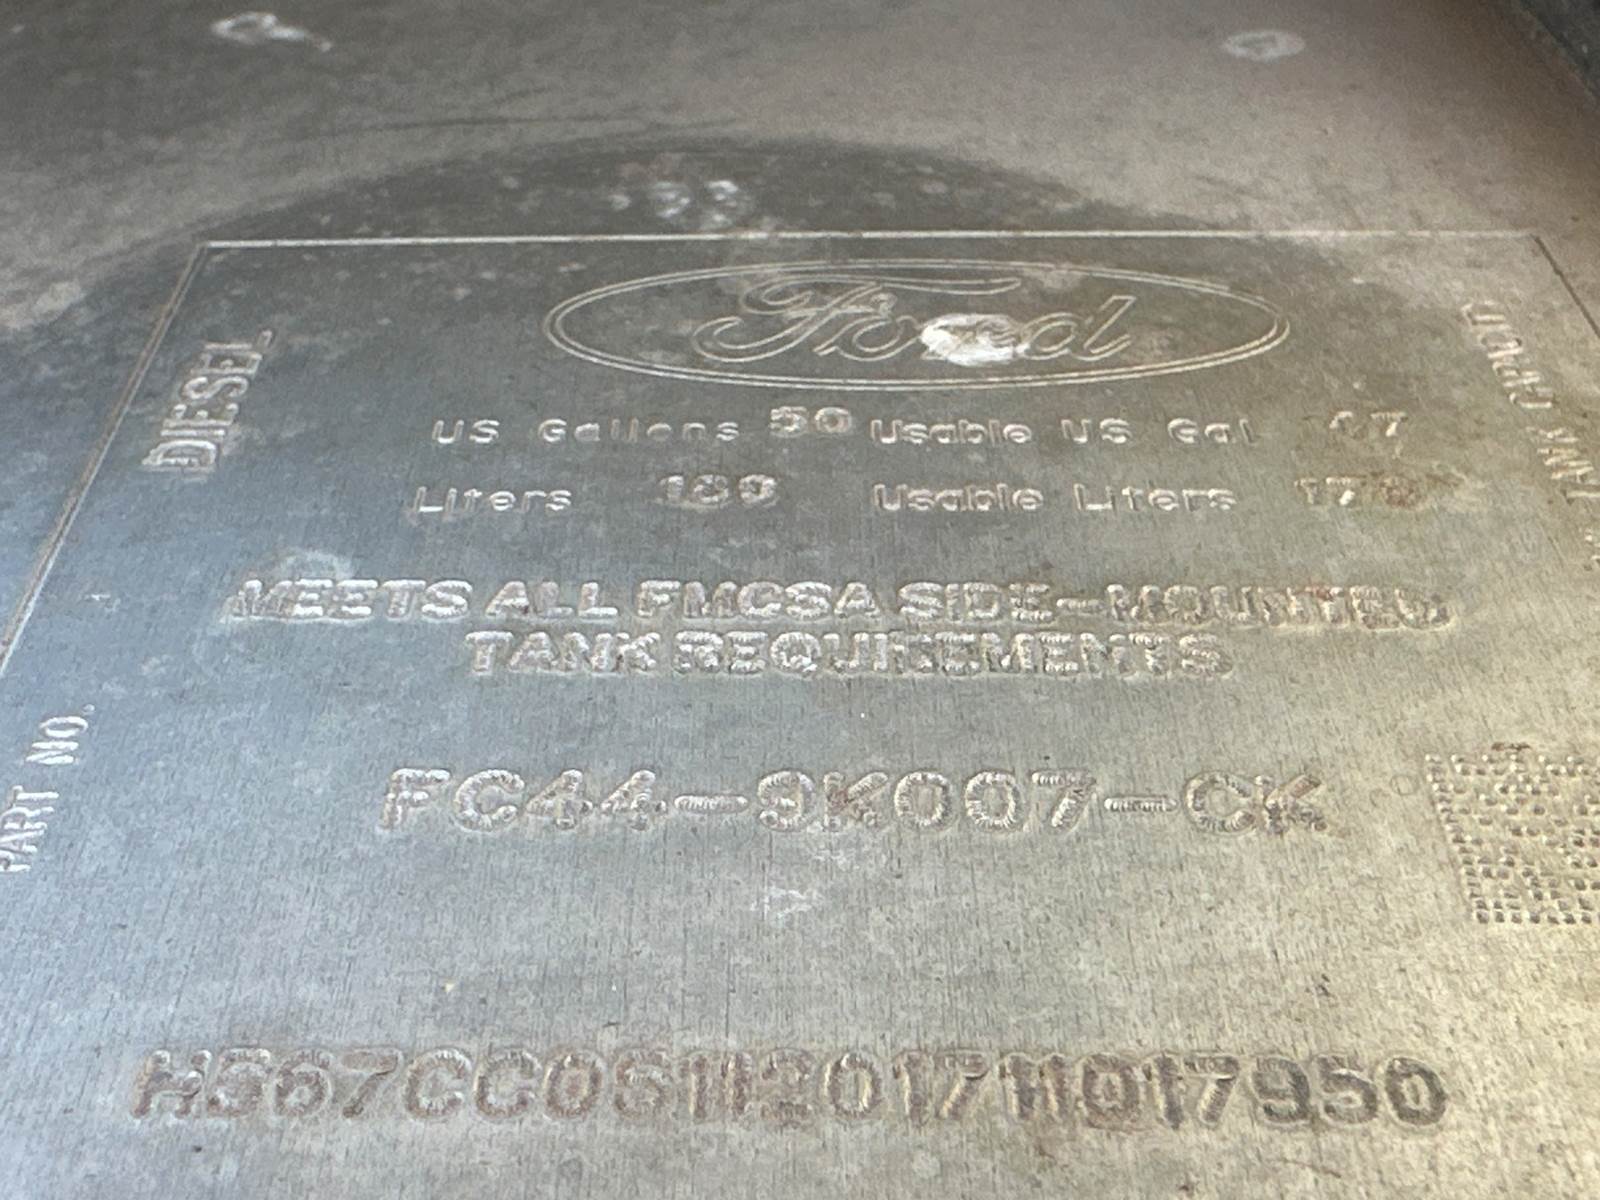 Ford
DIESEL
US Gallons 50 Usable US Gal 47
Liters 189 Usable Liters 178
MEETS ALL FMCSA SIDE-MOUNTED
TANK REQUIREMENTS
PART NO.
FC44-9K007-CK